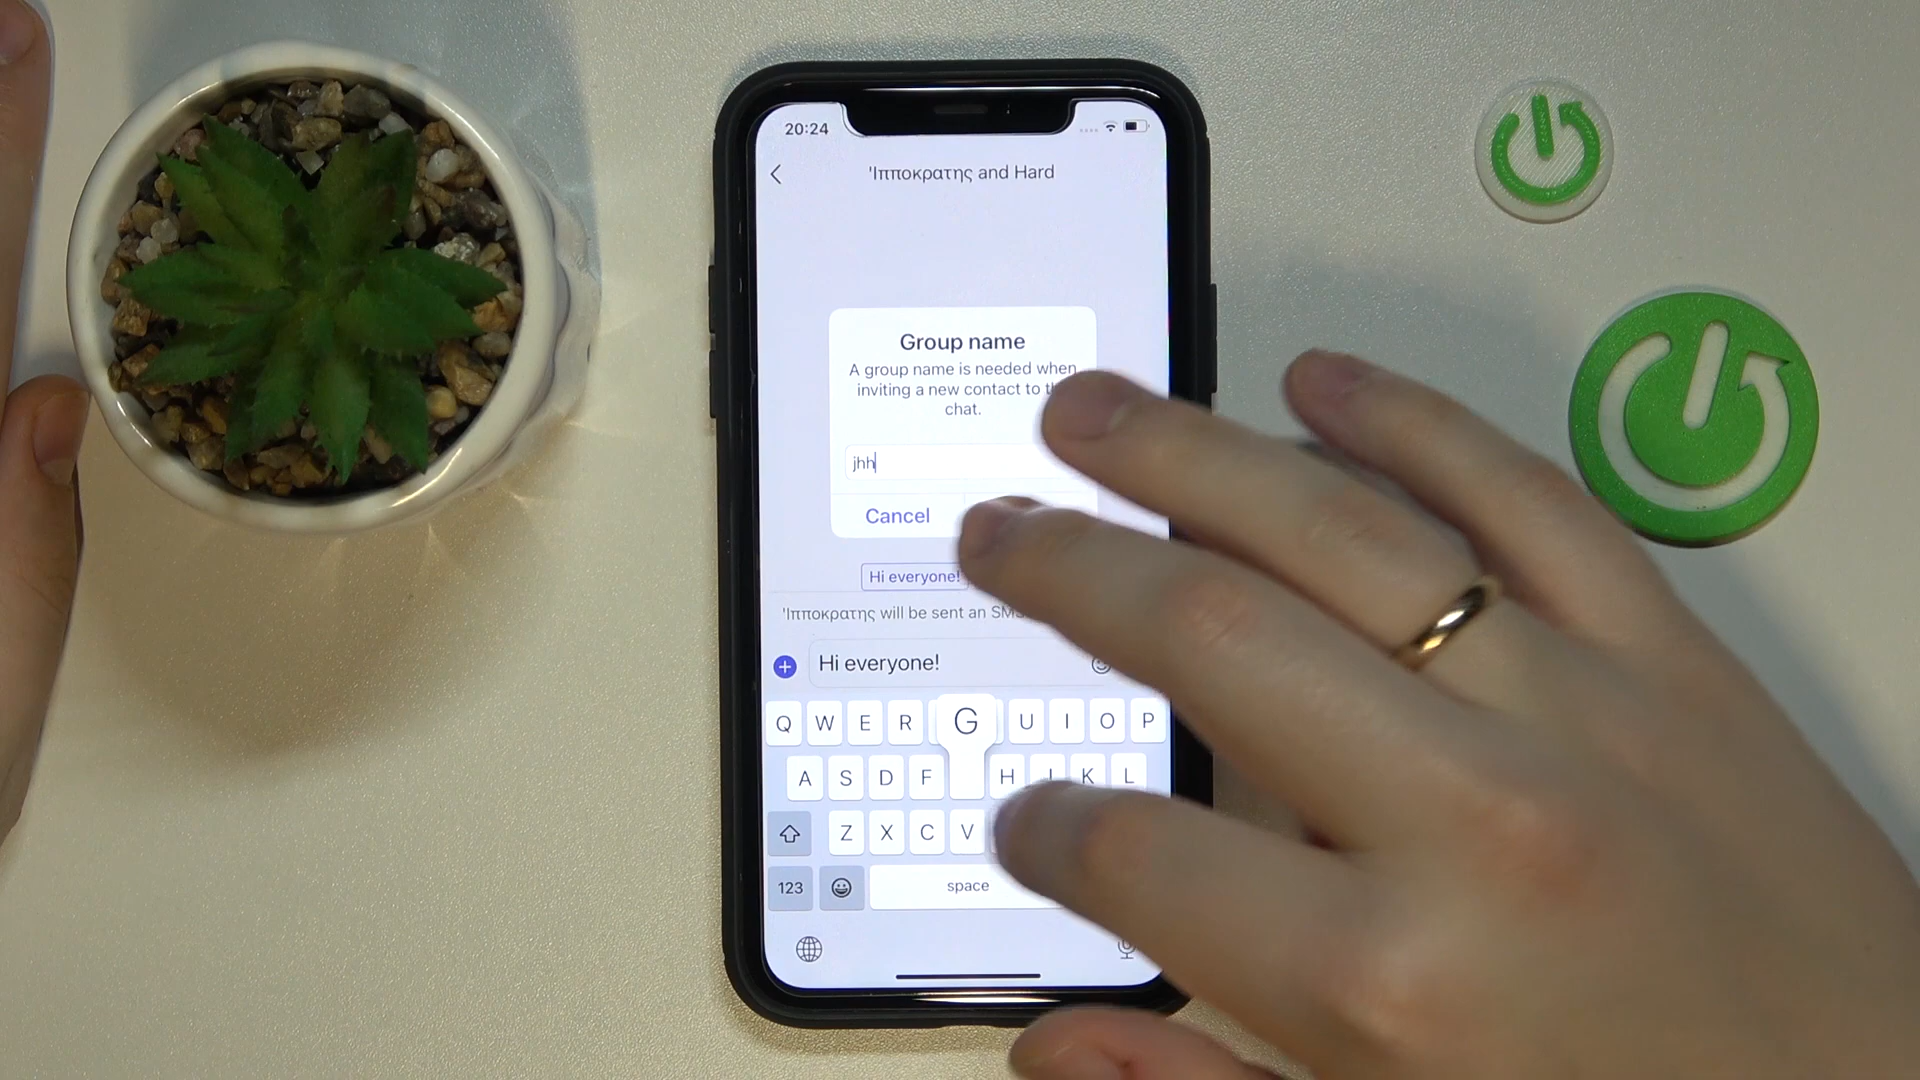 20:24
'Ιπποκρατης and Hard
Group name
A group name is needed when
inviting a new contact to
chat.
jhh
Cancel
Hi everyone!
'Ιπποκρατης will be sent an
Hi everyone!
Q W E R G U I O P
A S D F H J K L
Z X C V
123 space